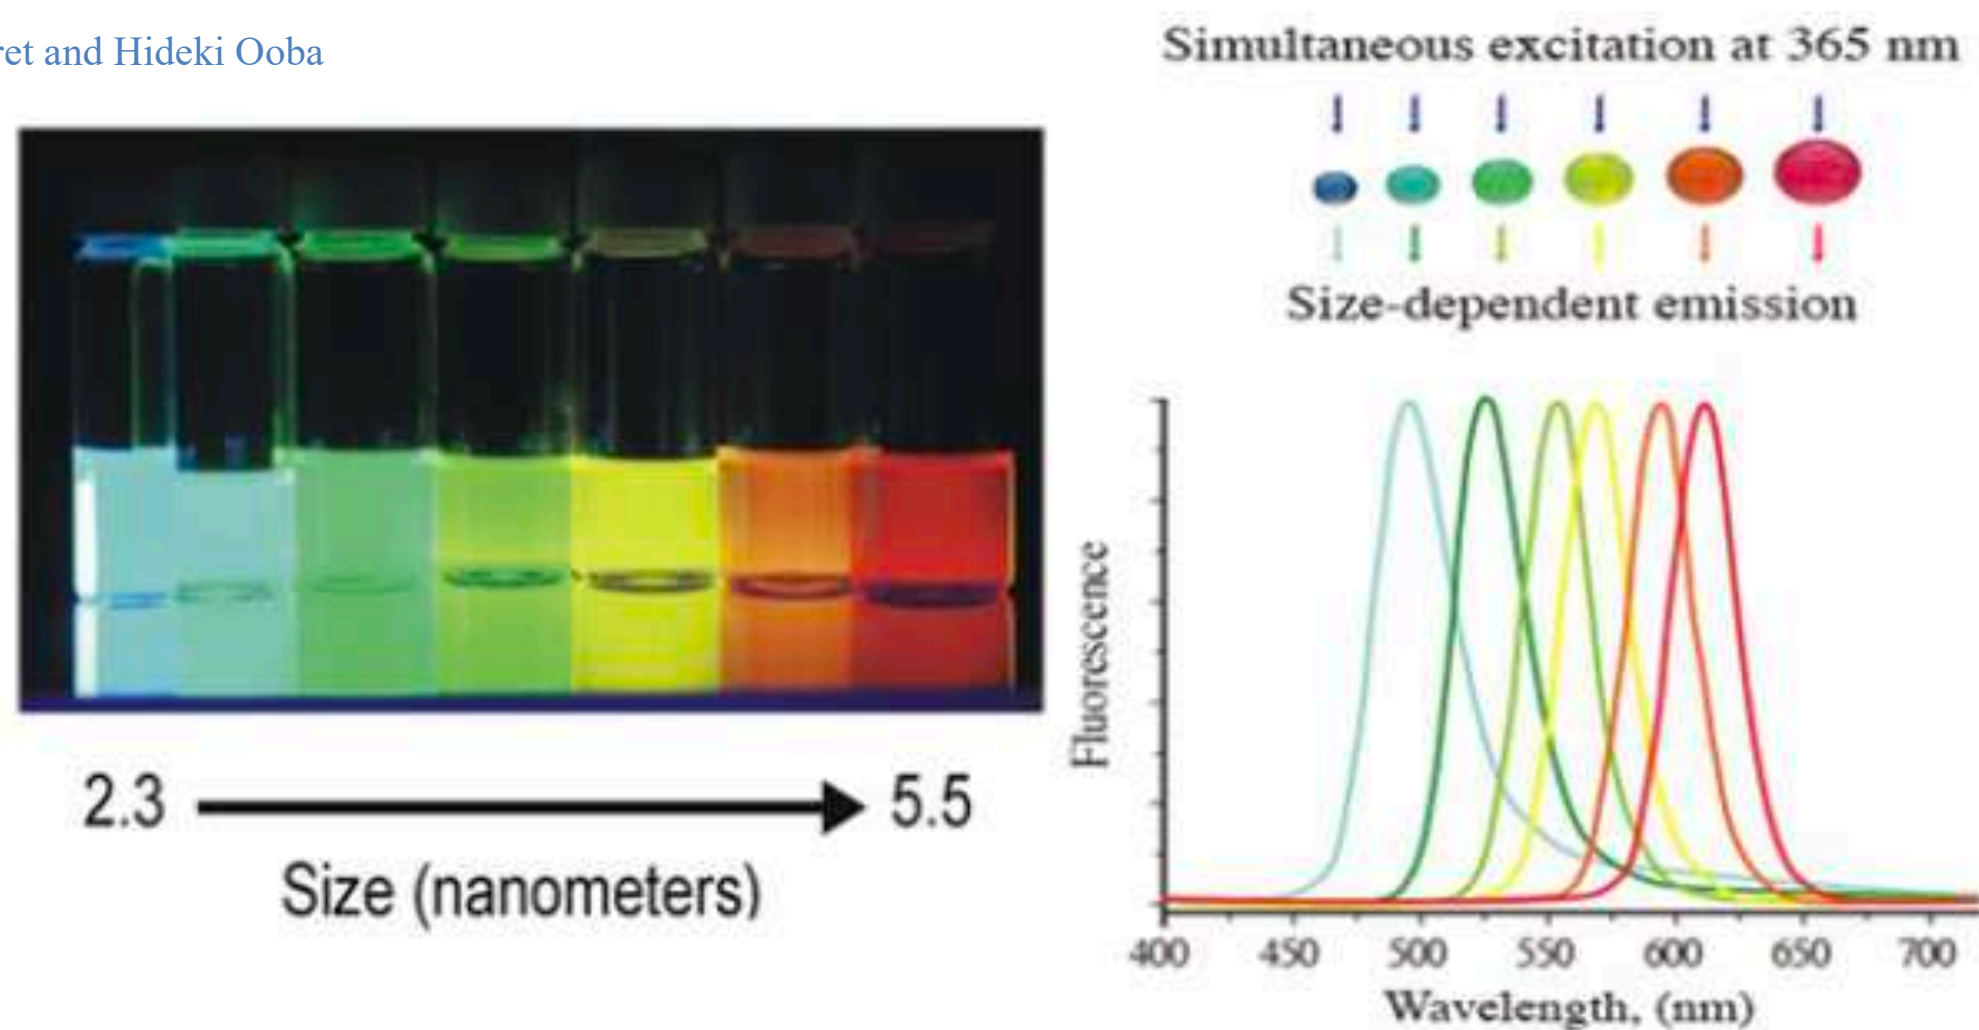 ret and Hideki Ooba
Simultaneous excitation at 365 nm
Size-dependent emission
2.3
5.5
Size (nanometers)
Fluorescence
400 450 500 550 600 650 700
Wavelength, (nm)